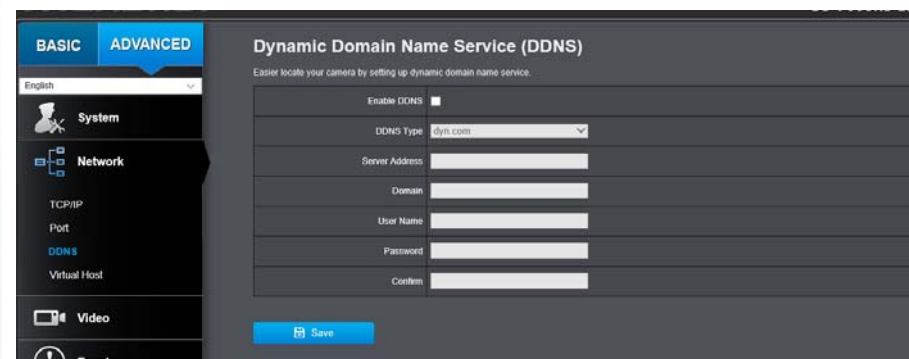 BASIC
ADVANCED
English
System
Network
TCP/IP
Port
DDNS
Virtual Host
Video
Dynamic Domain Name Service (DDNS)
Easier locate your camera by setting up dynamic domain name service.
Enable DDNS
DDNS Type
dyn.com
Server Address
Domain
User Name
Password
Confirm
Save